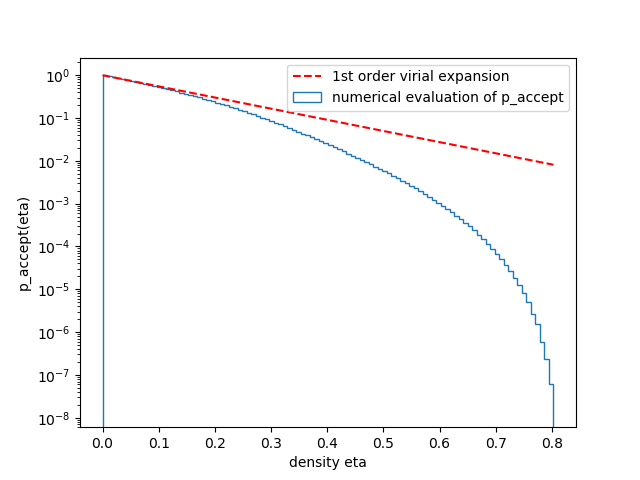 1st order virial expansion
numerical evaluation of p_accept
10⁰
10⁻¹
10⁻²
10⁻³
10⁻⁴
10⁻⁵
10⁻⁶
10⁻⁷
10⁻⁸
p_accept(eta)
0.0 0.1 0.2 0.3 0.4 0.5 0.6 0.7 0.8
density eta